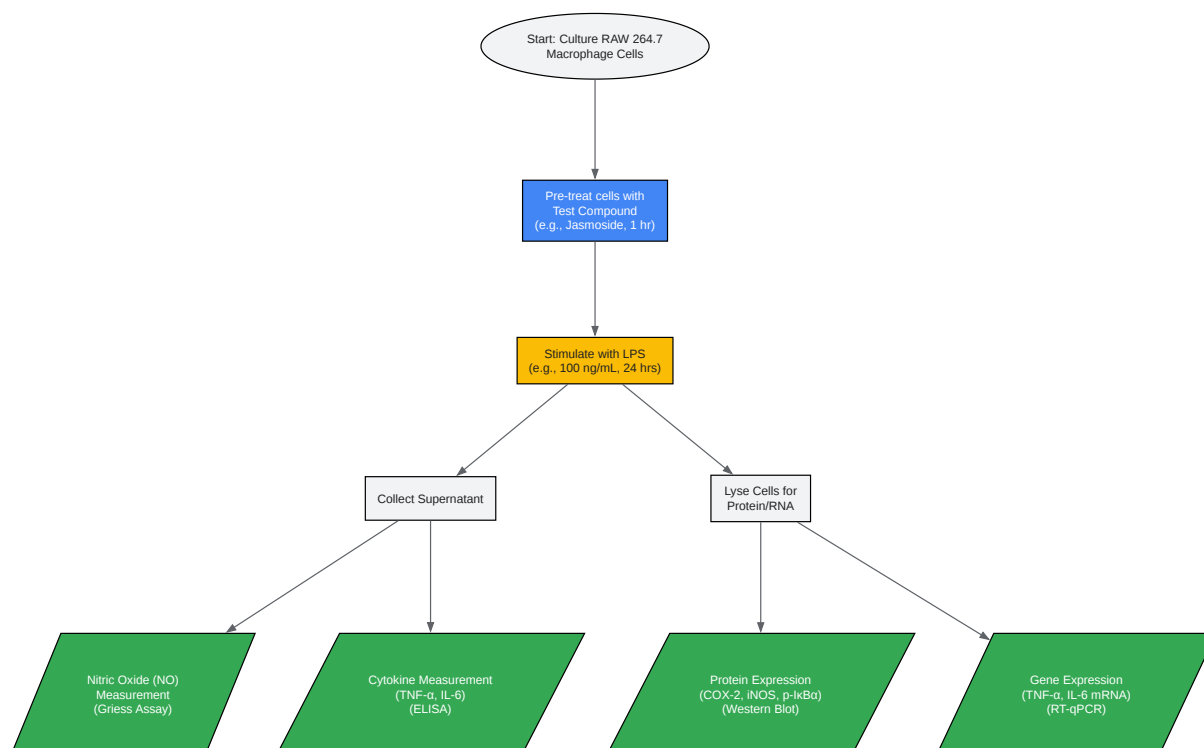 Start: Culture RAW 264.7
Macrophage Cells
Pre-treat cells with
Test Compound
(e.g., Jasmoside, 1 hr)
Stimulate with LPS
(e.g., 100 ng/mL, 24 hrs)
Collect Supernatant
Lyse Cells for
Protein/RNA
Nitric Oxide (NO)
Measurement
(Griess Assay)
Cytokine Measurement
(TNF-α, IL-6)
(ELISA)
Protein Expression
(COX-2, iNOS, p-IκBα)
(Western Blot)
Gene Expression
(TNF-α, IL-6 mRNA)
(RT-qPCR)